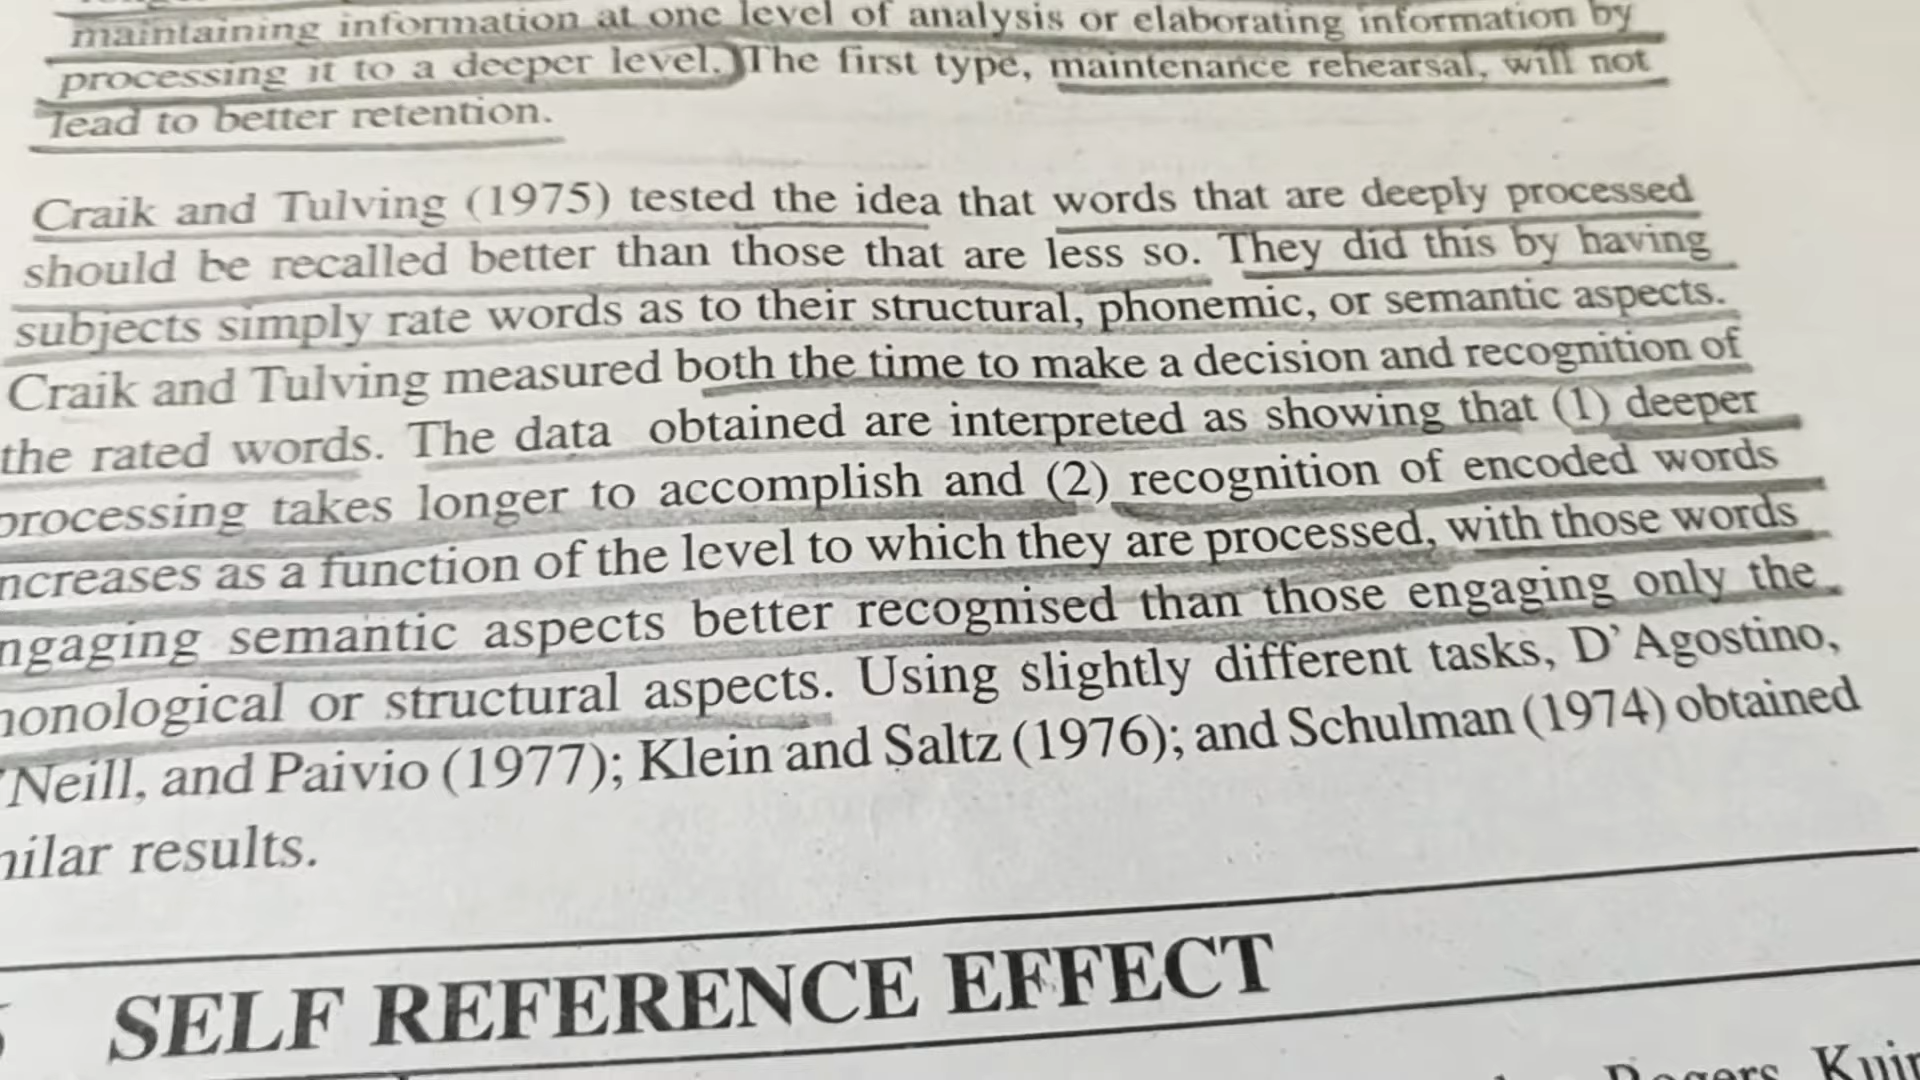 maintaining information at one level of analysis or elaborating information by
processing it to a deeper level. The first type, maintenance rehearsal, will not
lead to better retention.
Craik and Tulving (1975) tested the idea that words that are deeply processed
should be recalled better than those that are less so. They did this by having
subjects simply rate words as to their structural, phonemic, or semantic aspects.
Craik and Tulving measured both the time to make a decision and recognition of
the rated words. The data obtained are interpreted as showing that (1) deeper
processing takes longer to accomplish and (2) recognition of encoded words
ncreases as a function of the level to which they are processed, with those words
ngaging semantic aspects better recognised than those engaging only the
honological or structural aspects. Using slightly different tasks, D'Agostino,
'Neill, and Paivio (1977); Klein and Saltz (1976); and Schulman (1974) obtained
milar results.
SELF REFERENCE EFFECT
Rogers, Kuip